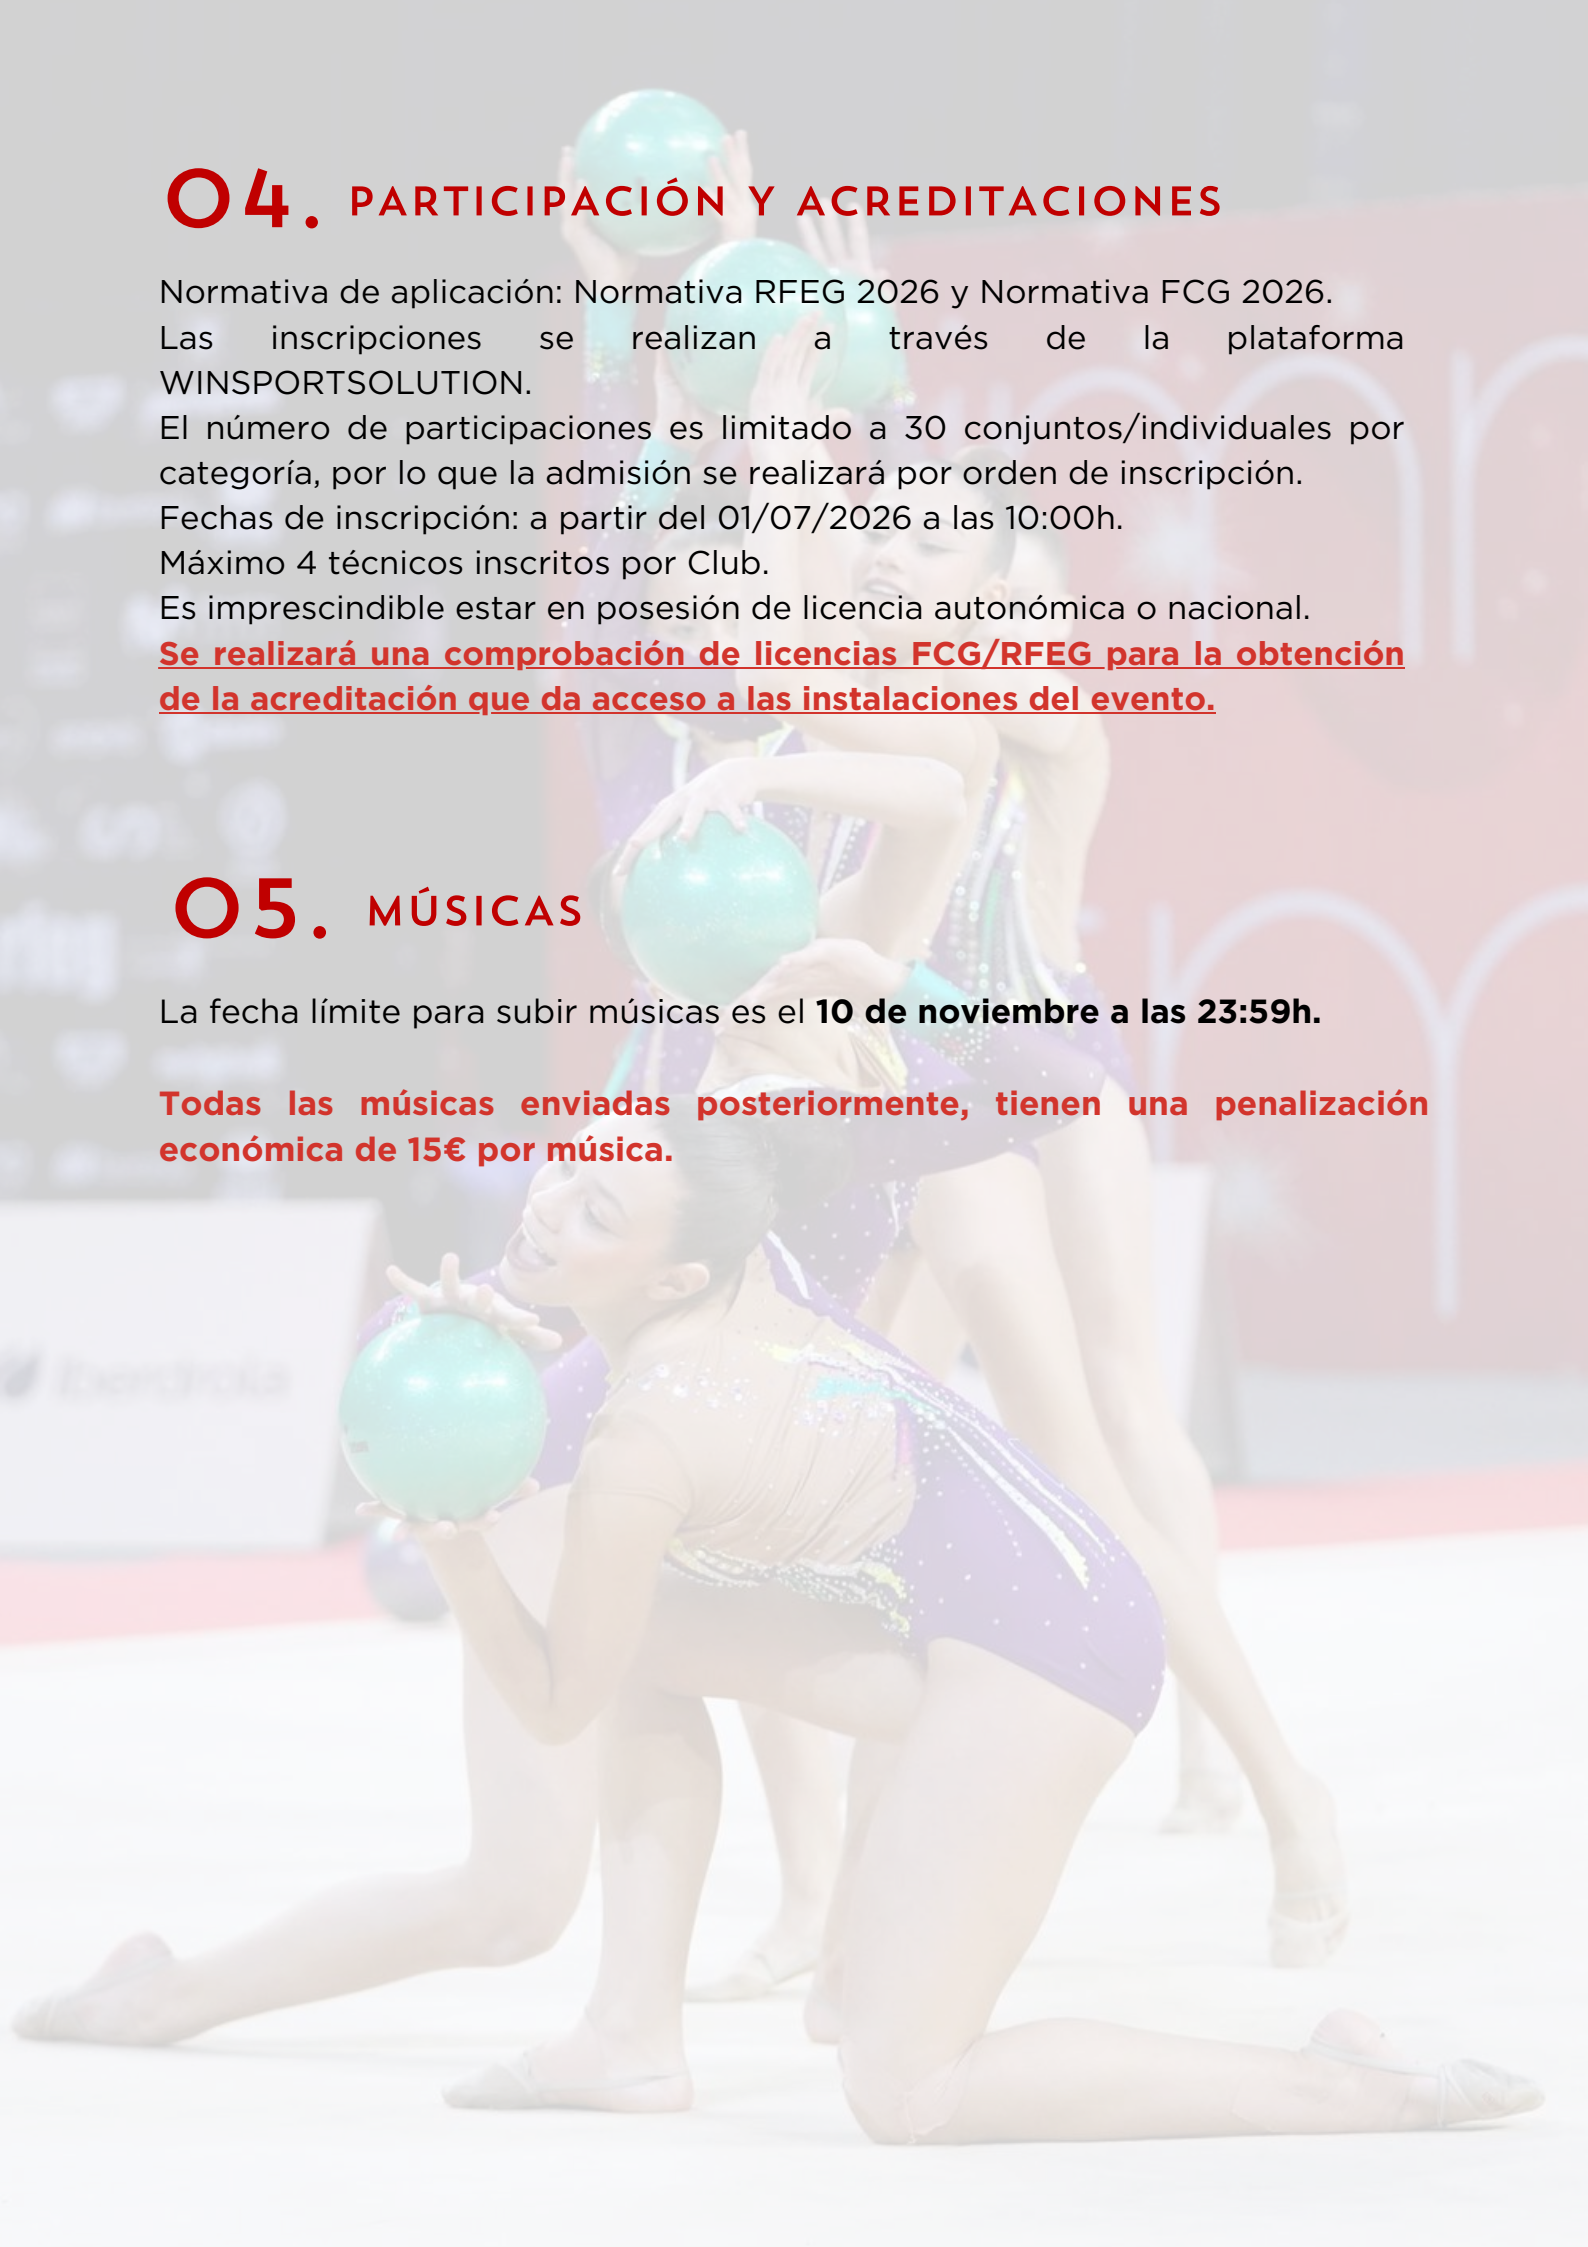 04. PARTICIPACIÓN Y ACREDITACIONES
Normativa de aplicación: Normativa RFEG 2026 y Normativa FCG 2026.
Las inscripciones se realizan a través de la plataforma
WINSPORTSOLUTION.
El número de participaciones es limitado a 30 conjuntos/individuales por
categoría, por lo que la admisión se realizará por orden de inscripción.
Fechas de inscripción: a partir del 01/07/2026 a las 10:00h.
Máximo 4 técnicos inscritos por Club.
Es imprescindible estar en posesión de licencia autonómica o nacional.
Se realizará una comprobación de licencias FCG/RFEG para la obtención
de la acreditación que da acceso a las instalaciones del evento.
05. MÚSICAS
La fecha límite para subir músicas es el 10 de noviembre a las 23:59h.
Todas las músicas enviadas posteriormente, tienen una penalización
económica de 15€ por música.
Iberdrola